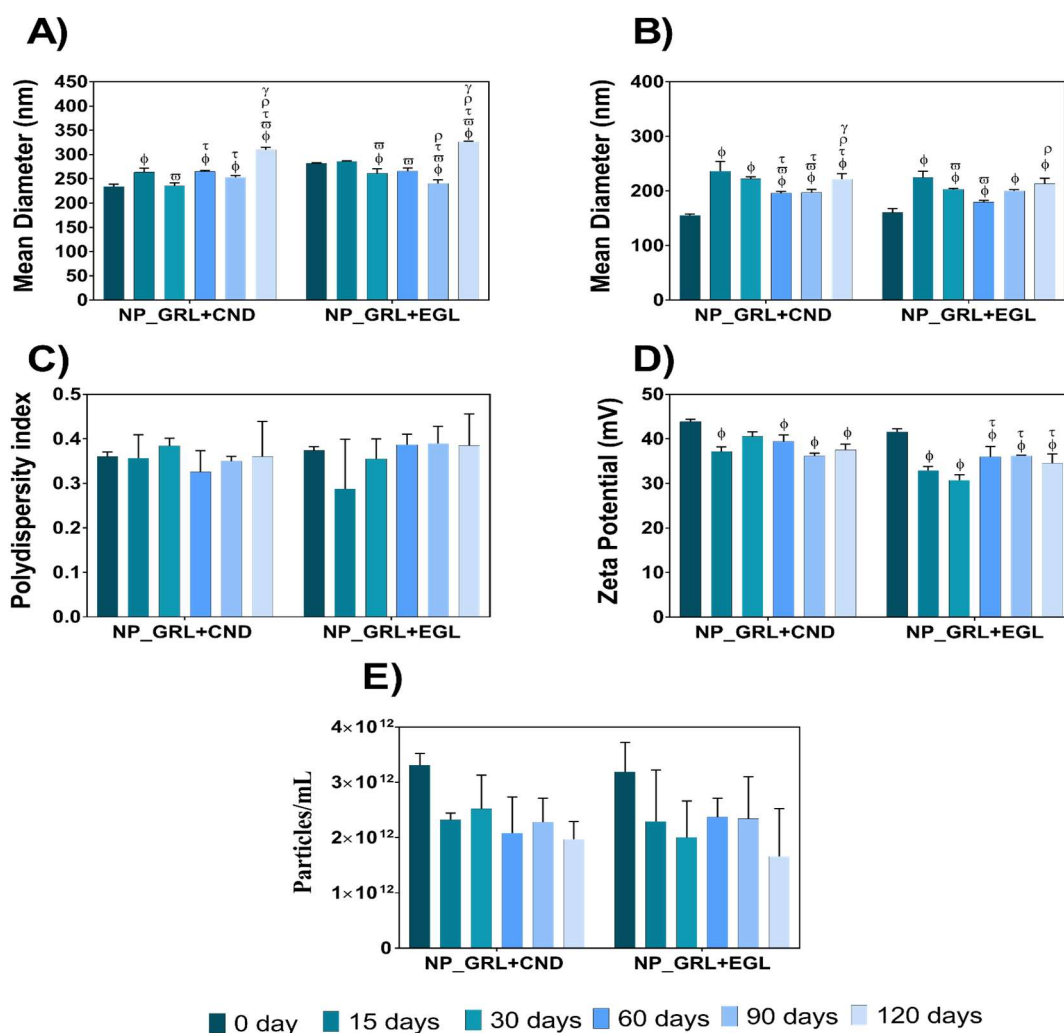 A)
Mean Diameter (nm)
450
400
350
300
250
200
150
100
50
0
ϕ
ϖ
τ
ϕ
τ
ϕ
γ
ρ
τ
ϖ
ϕ
ϖ
ϕ
ϖ
ρ
τ
ϖ
ϕ
γ
ρ
τ
ϖ
ϕ
NP_GRL+CND NP_GRL+EGL
B)
Mean Diameter (nm)
400
300
200
100
0
ϕ
ϕ
τ
ϖ
ϕ
τ
ϖ
ϕ
γ
ρ
τ
ϕ
ϕ
ϖ
ϕ
ϖ
ϕ
ϕ
ρ
ϕ
NP_GRL+CND NP_GRL+EGL
C)
Polydispersity index
0.5
0.4
0.3
0.2
0.1
0.0
NP_GRL+CND NP_GRL+EGL
D)
Zeta Potential (mV)
50
40
30
20
10
0
ϕ
ϕ
ϕ
ϕ
ϕ
ϕ
τ
ϕ
τ
ϕ
τ
ϕ
NP_GRL+CND NP_GRL+EGL
E)
Particles/mL
4×10¹²
3×10¹²
2×10¹²
1×10¹²
0
NP_GRL+CND NP_GRL+EGL
0 day 15 days 30 days 60 days 90 days 120 days